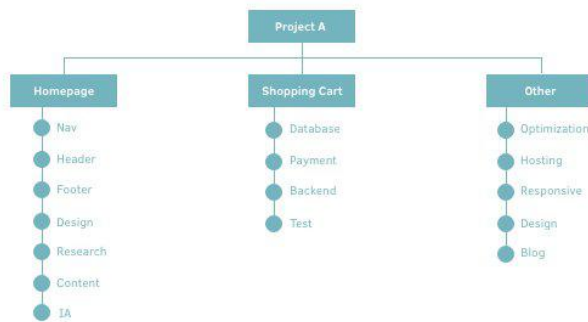 Project A
Homepage
Nav
Header
Footer
Design
Research
Content
IA
Shopping Cart
Database
Payment
Backend
Test
Other
Optimization
Hosting
Responsive
Design
Blog